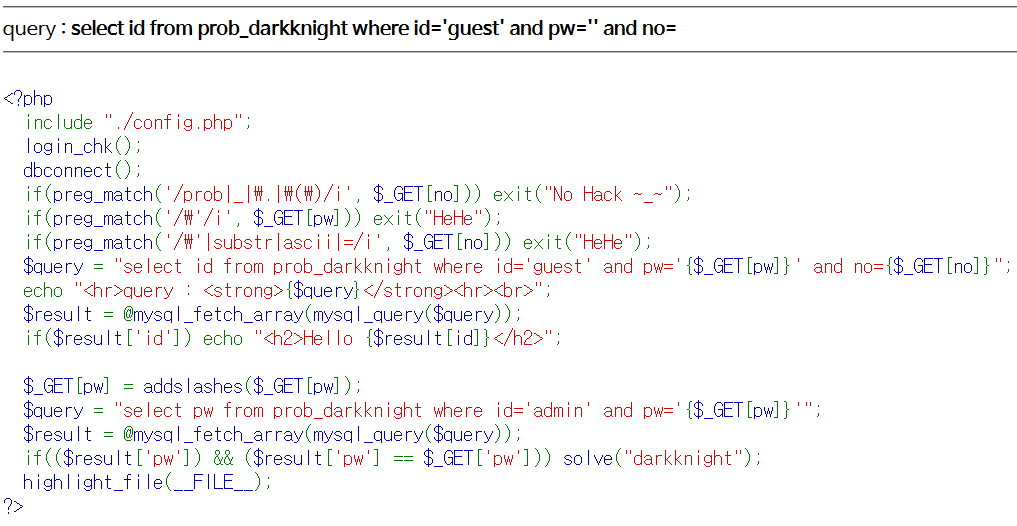 query : select id from prob_darkknight where id='guest' and pw='' and no=
<?php
include "./config.php";
login_chk();
dbconnect();
if(preg_match('/prob|_|₩.|₩(₩)/i', $_GET[no])) exit("No Hack ~_~");
if(preg_match('/₩'/i', $_GET[pw])) exit("HeHe");
if(preg_match('/₩'|substr|ascii|=/i', $_GET[no])) exit("HeHe");
$query = "select id from prob_darkknight where id='guest' and pw='{$_GET[pw]}' and no={$_GET[no]}";
echo "<hr>query : <strong>{$query}</strong><hr><br>";
$result = @mysql_fetch_array(mysql_query($query));
if($result['id']) echo "<h2>Hello {$result[id]}</h2>";
$_GET[pw] = addslashes($_GET[pw]);
$query = "select pw from prob_darkknight where id='admin' and pw='{$_GET[pw]}'";
$result = @mysql_fetch_array(mysql_query($query));
if(($result['pw']) && ($result['pw'] == $_GET['pw'])) solve("darkknight");
highlight_file(__FILE__);
?>